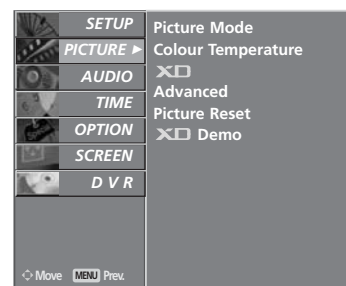 SETUP
PICTURE ►
AUDIO
TIME
OPTION
SCREEN
D V R
Move MENU Prev.
Picture Mode
Colour Temperature
XD
Advanced
Picture Reset
XD Demo